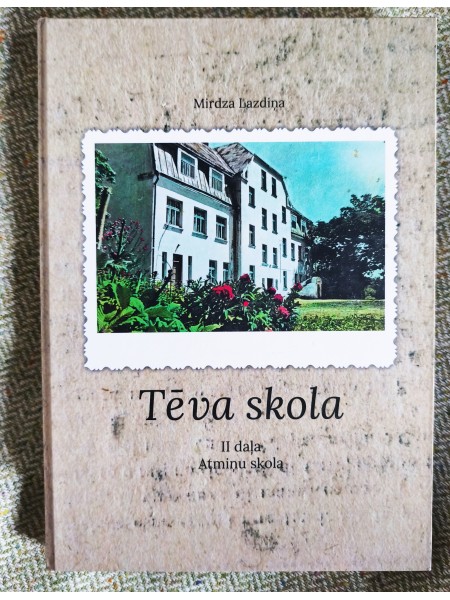 Mirdza Lazdiņa
Tēva skola
II daļa
Atmiņu skola